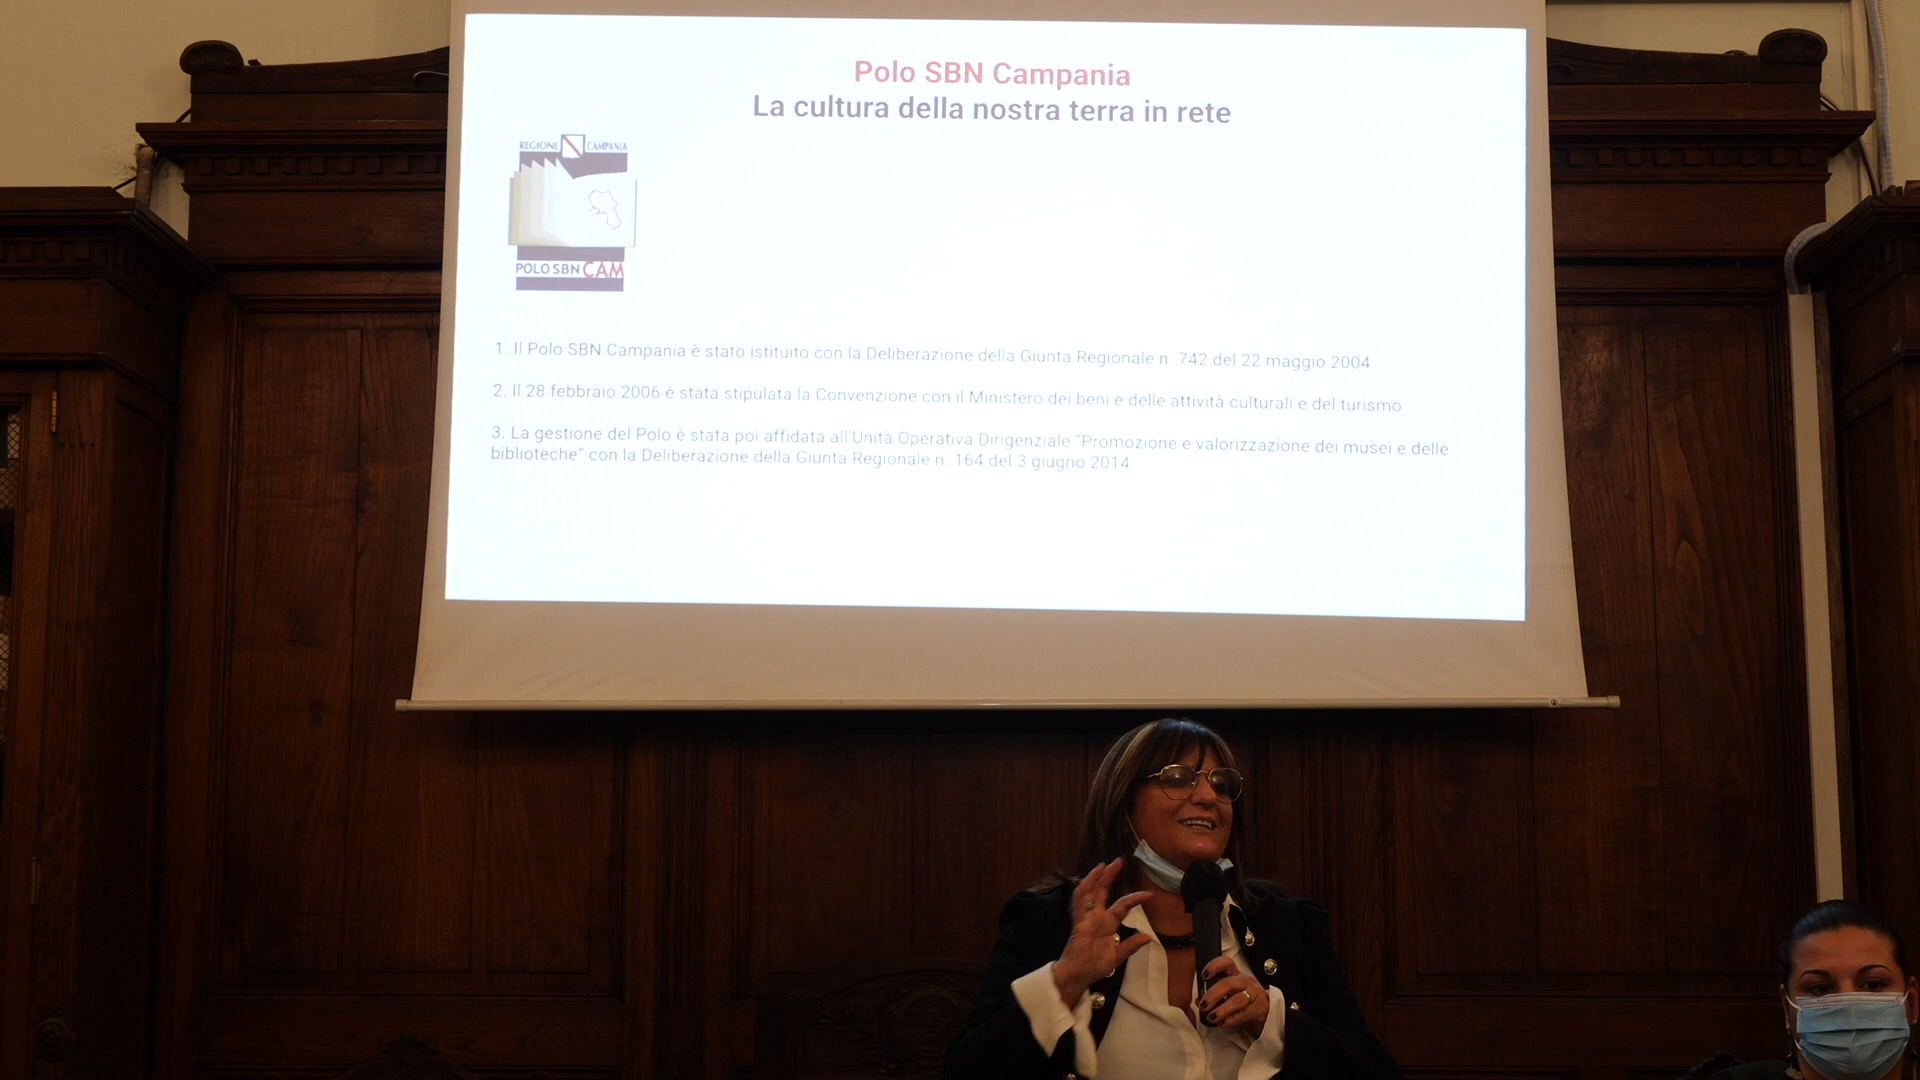 Polo SBN Campania
La cultura della nostra terra in rete
REGIONE CAMPANIA
POLO SBN CAM
1. Il Polo SBN Campania è stato istituito con la Deliberazione della Giunta Regionale n. 742 del 22 maggio 2004
2. Il 28 febbraio 2006 è stata stipulata la Convenzione con il Ministero dei beni e delle attività culturali e del turismo
3. La gestione del Polo è stata poi affidata all'Unità Operativa Dirigenziale "Promozione e valorizzazione dei musei e delle
biblioteche" con la Deliberazione della Giunta Regionale n. 164 del 3 giugno 2014